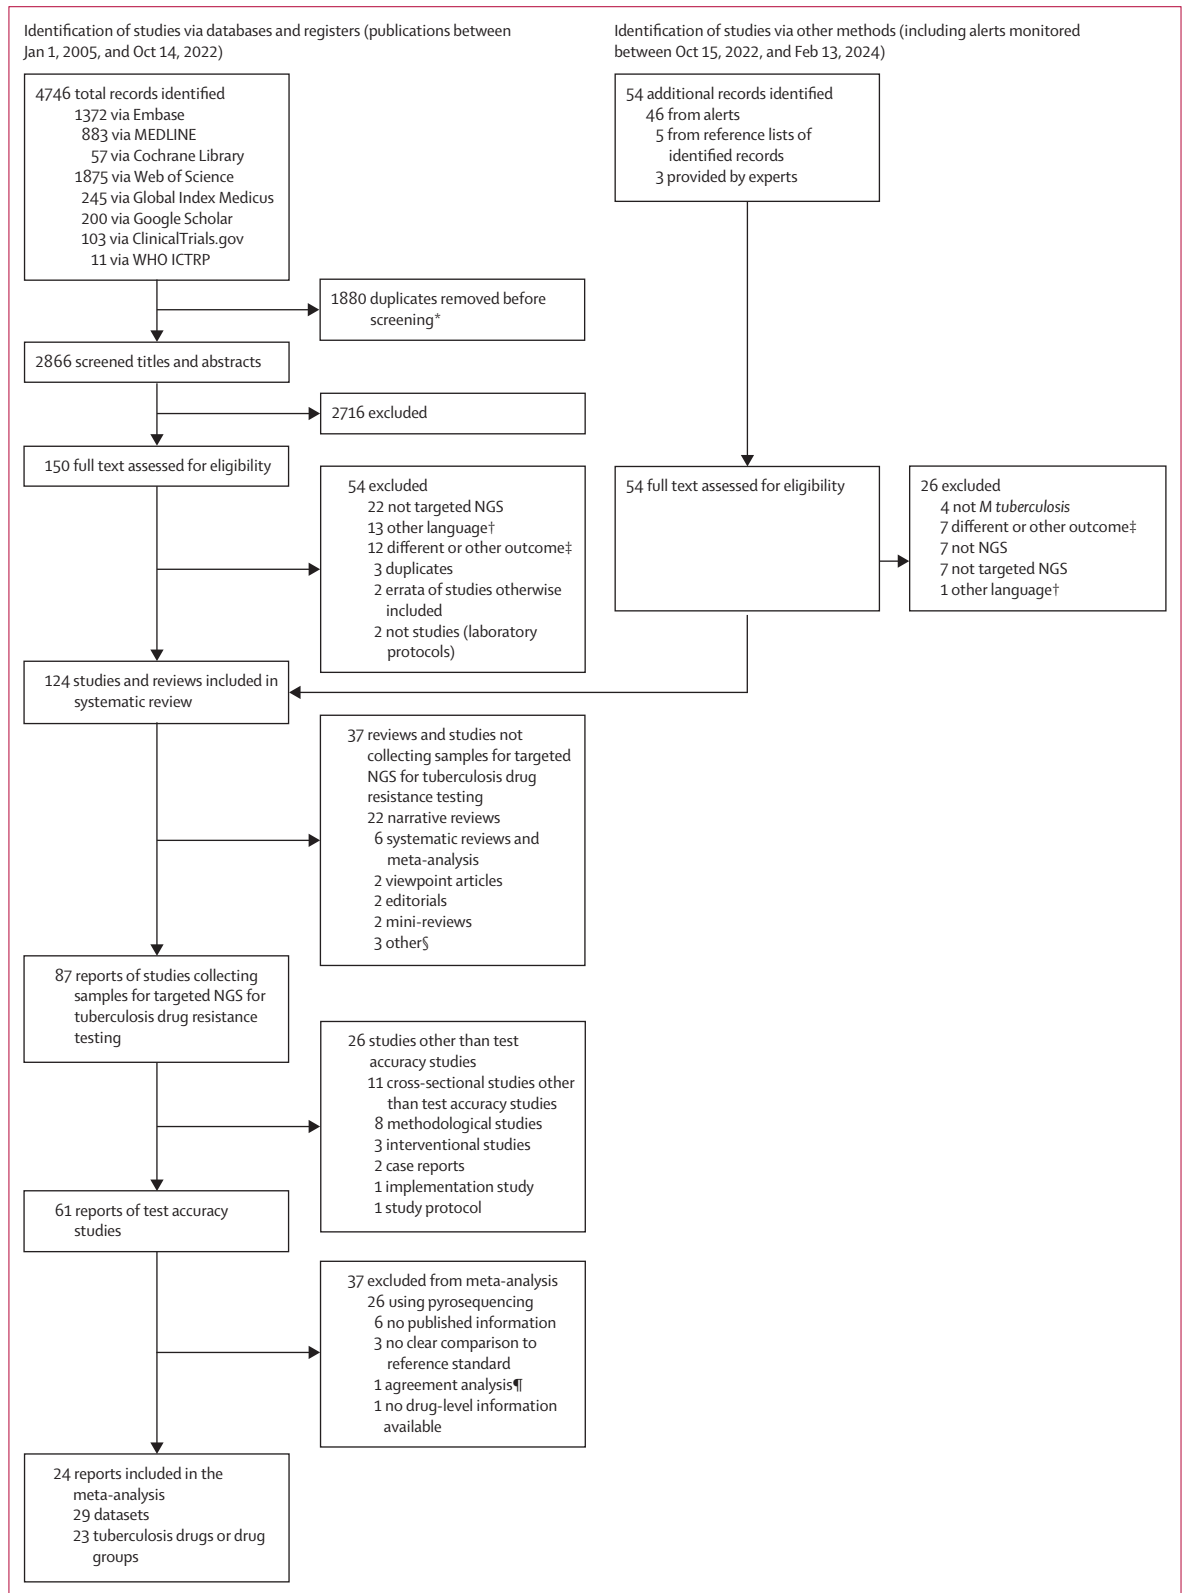 Identification of studies via databases and registers (publications between
Jan 1, 2005, and Oct 14, 2022)
Identification of studies via other methods (including alerts monitored
between Oct 15, 2022, and Feb 13, 2024)
4746 total records identified
1372 via Embase
883 via MEDLINE
57 via Cochrane Library
1875 via Web of Science
245 via Global Index Medicus
200 via Google Scholar
103 via ClinicalTrials.gov
11 via WHO ICTRP
54 additional records identified
46 from alerts
5 from reference lists of
identified records
3 provided by experts
1880 duplicates removed before
screening*
2866 screened titles and abstracts
2716 excluded
150 full text assessed for eligibility
54 excluded
22 not targeted NGS
13 other language†
12 different or other outcome‡
3 duplicates
2 errata of studies otherwise
included
2 not studies (laboratory
protocols)
54 full text assessed for eligibility
26 excluded
4 not M tuberculosis
7 different or other outcome‡
7 not NGS
7 not targeted NGS
1 other language†
124 studies and reviews included in
systematic review
37 reviews and studies not
collecting samples for targeted
NGS for tuberculosis drug
resistance testing
22 narrative reviews
6 systematic reviews and
meta-analysis
2 viewpoint articles
2 editorials
2 mini-reviews
3 other§
87 reports of studies collecting
samples for targeted NGS for
tuberculosis drug resistance
testing
26 studies other than test
accuracy studies
11 cross-sectional studies other
than test accuracy studies
8 methodological studies
3 interventional studies
2 case reports
1 implementation study
1 study protocol
61 reports of test accuracy
studies
37 excluded from meta-analysis
26 using pyrosequencing
6 no published information
3 no clear comparison to
reference standard
1 agreement analysis¶
1 no drug-level information
available
24 reports included in the
meta-analysis
29 datasets
23 tuberculosis drugs or drug
groups